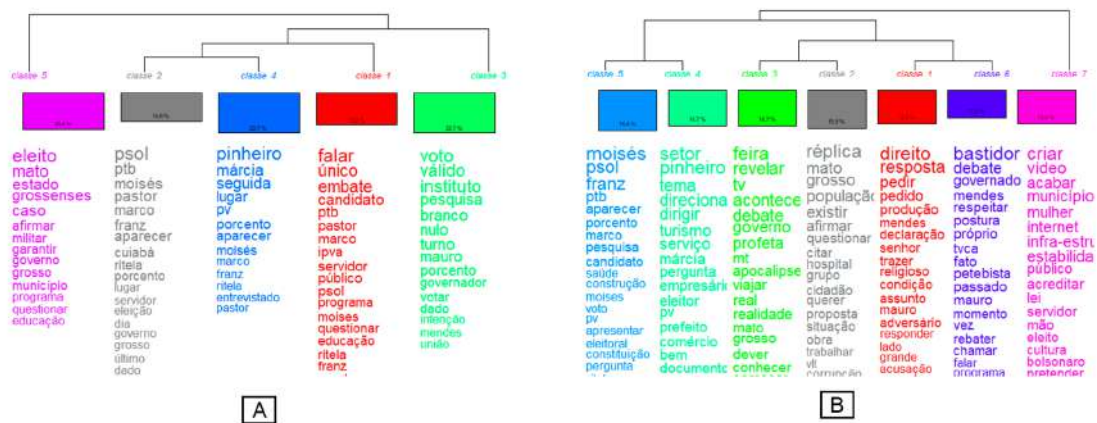 classe 5
classe 2
classe 4
classe 1
classe 3
eleito
mato
estado
grossenses
caso
afirmar
militar
garantir
governo
grosso
município
programa
questionar
educação
psol
ptb
moisés
pastor
marco
franz
aparecer
cuiabá
ritela
porcento
lugar
servidor
eleição
dia
governo
grosso
último
dado
pinheiro
márcia
seguida
lugar
pv
porcento
aparecer
moisés
marco
franz
ritela
entrevistado
pastor
falar
único
embate
candidato
ptb
pastor
marco
ipva
servidor
público
psol
programa
moises
questionar
educação
ritela
franz
voto
válido
instituto
pesquisa
branco
nulo
turno
mauro
porcento
governador
votar
dado
intenção
mendes
união
A
classe 5
classe 4
classe 3
classe 2
classe 1
classe 6
classe 7
moisés
psol
franz
ptb
aparecer
porcento
marco
pesquisa
candidato
saúde
construção
moises
voto
pv
apresentar
eleitoral
constituição
pergunta
setor
pinheiro
tema
direciona
dirigir
turismo
serviço
márcia
pergunta
empresári
eleitor
pv
prefeito
comércio
bem
documento
feira
revelar
tv
acontece
debate
governo
profeta
mt
apocalipse
viajar
real
realidade
mato
grosso
dever
conhecer
réplica
mato
grosso
população
existir
afirmar
questionar
citar
hospital
grupo
cidadão
querer
proposta
situação
obra
trabalhar
vlt
corrupção
direito
resposta
pedir
pedido
produção
mendes
declaração
senhor
trazer
religioso
condição
assunto
mauro
adversário
responder
lado
grande
acusação
bastidor
debate
governado
mendes
respeitar
postura
próprio
tvca
fato
petebista
passado
mauro
momento
vez
rebater
chamar
falar
programa
criar
vídeo
acabar
município
mulher
internet
infra-estru
estabilida
público
acreditar
lei
servidor
mão
eleito
cultura
bolsonaro
pretender
B